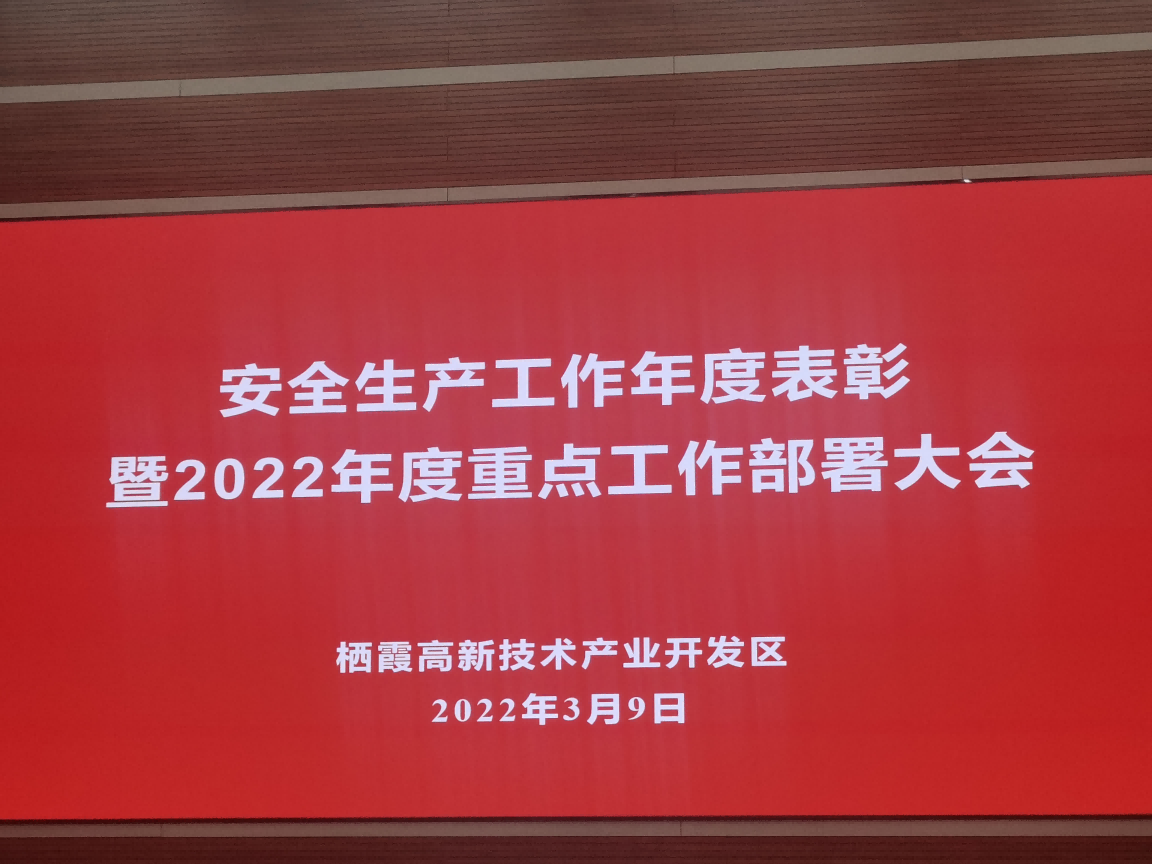 安全生产工作年度表彰
暨2022年度重点工作部署大会
栖霞高新技术产业开发区
2022年3月9日